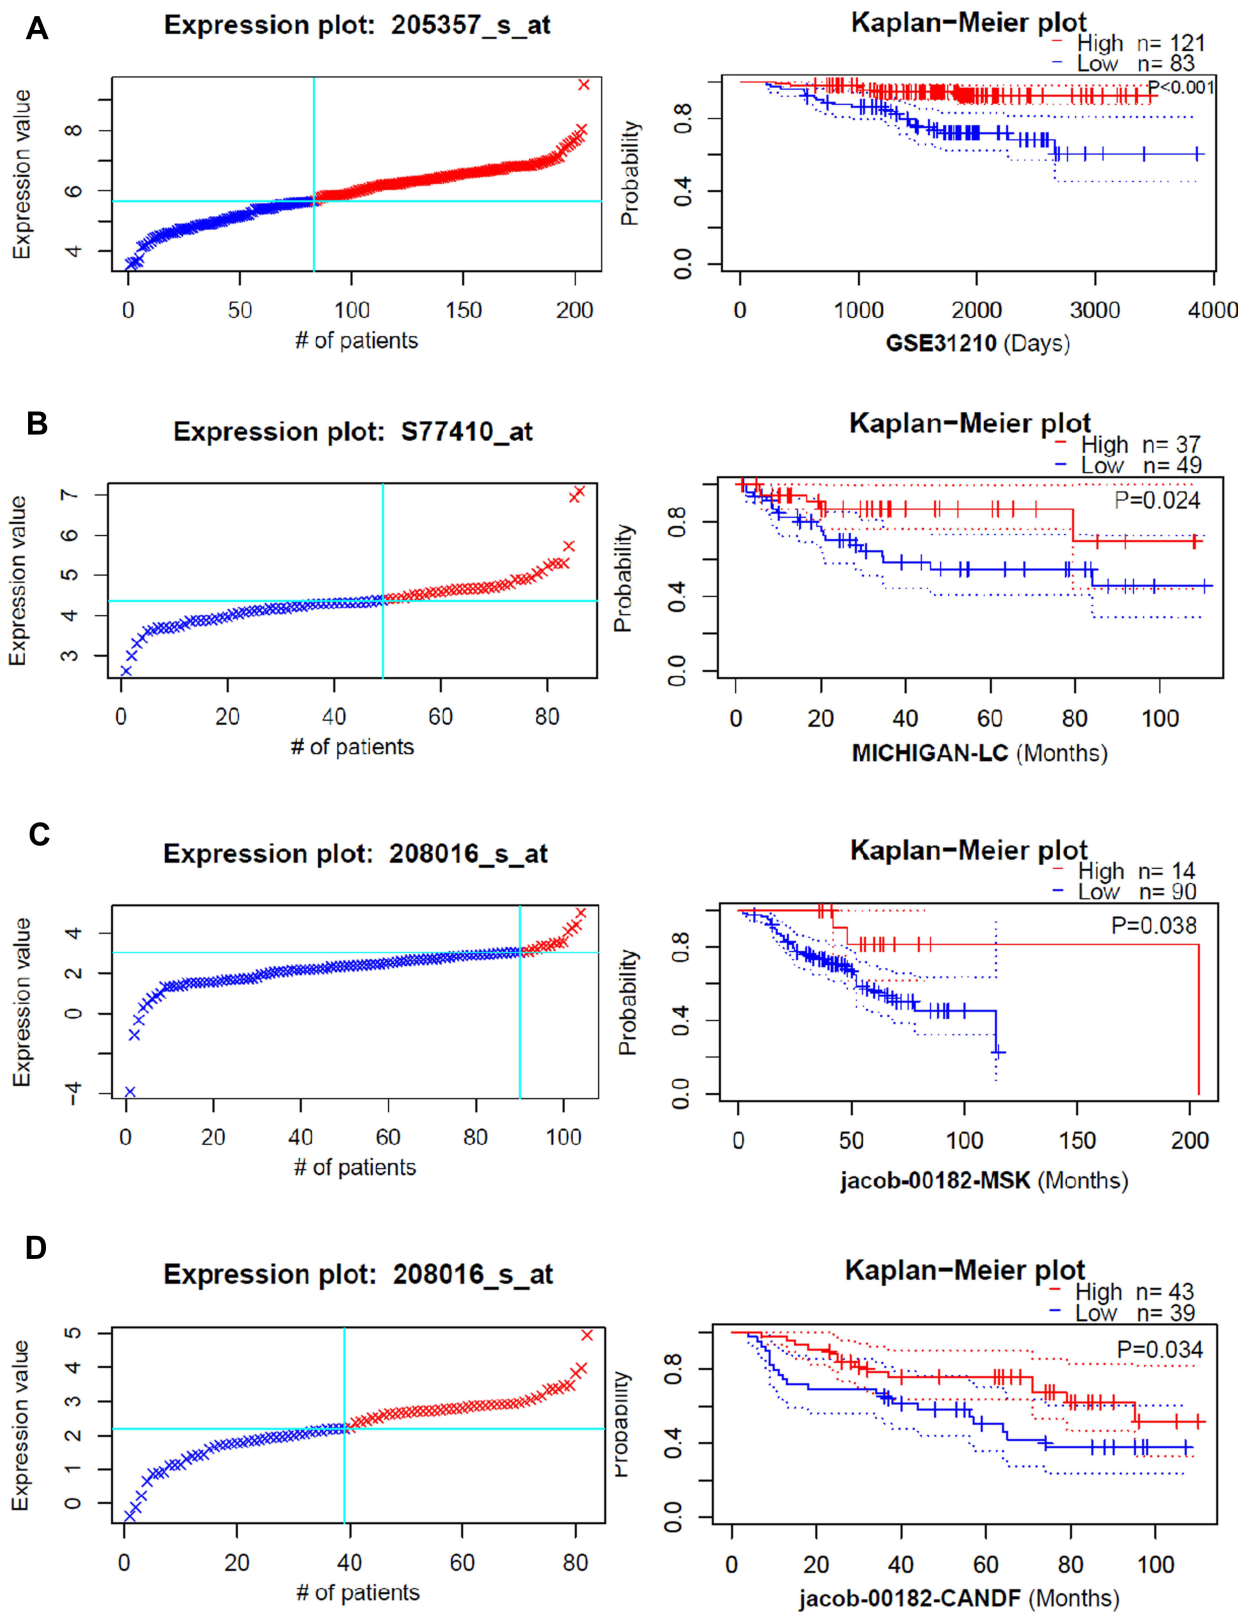 A
Expression plot: 205357_s_at
Expression value
8
6
4
0 50 100 150 200
# of patients
Kaplan−Meier plot
High n= 121
Low n= 83
P<0.001
Probability
0.8
0.4
0.0
0 1000 2000 3000 4000
GSE31210 (Days)
B
Expression plot: S77410_at
Expression value
7
6
5
4
3
0 20 40 60 80
# of patients
Kaplan−Meier plot
High n= 37
Low n= 49
P=0.024
Probability
0.8
0.4
0.0
0 20 40 60 80 100
MICHIGAN-LC (Months)
C
Expression plot: 208016_s_at
Expression value
4
2
0
−4
0 20 40 60 80 100
# of patients
Kaplan−Meier plot
High n= 14
Low n= 90
P=0.038
Probability
0.8
0.4
0.0
0 50 100 150 200
jacob-00182-MSK (Months)
D
Expression plot: 208016_s_at
Expression value
5
4
3
2
1
0
0 20 40 60 80
# of patients
Kaplan−Meier plot
High n= 43
Low n= 39
P=0.034
Probability
0.8
0.4
0.0
0 20 40 60 80 100
jacob-00182-CANDF (Months)